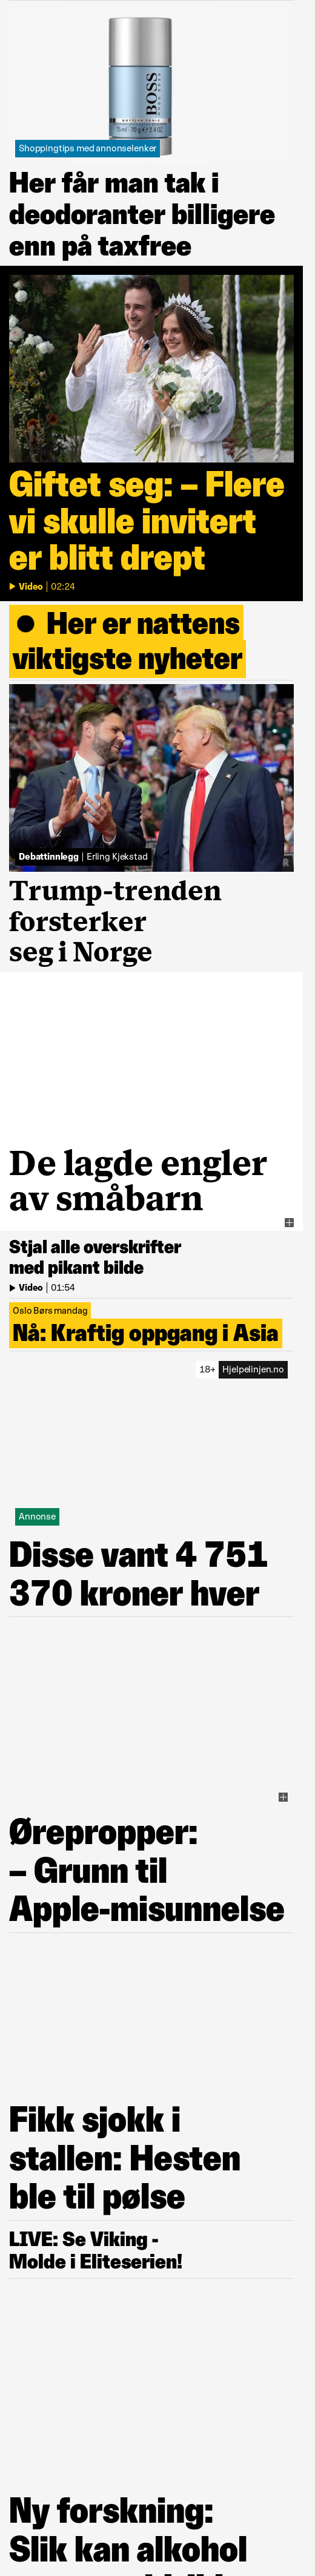 BOSS
BOTTLED TONIC
75 ml · 70 g ℮ 2.4 OZ
Shoppingtips med annonselenker
Her får man tak i
deodoranter billigere
enn på taxfree
Giftet seg: – Flere
vi skulle invitert
er blitt drept
Video | 02:24
● Her er nattens
viktigste nyheter
Debattinnlegg | Erling Kjekstad
Trump-trenden
forsterker
seg i Norge
De lagde engler
av småbarn
Stjal alle overskrifter
med pikant bilde
Video | 01:54
Oslo Børs mandag
Nå: Kraftig oppgang i Asia
18+ Hjelpelinjen.no
Annonse
Disse vant 4 751
370 kroner hver
Ørepropper:
– Grunn til
Apple-misunnelse
Fikk sjokk i
stallen: Hesten
ble til pølse
LIVE: Se Viking -
Molde i Eliteserien!
Ny forskning:
Slik kan alkohol